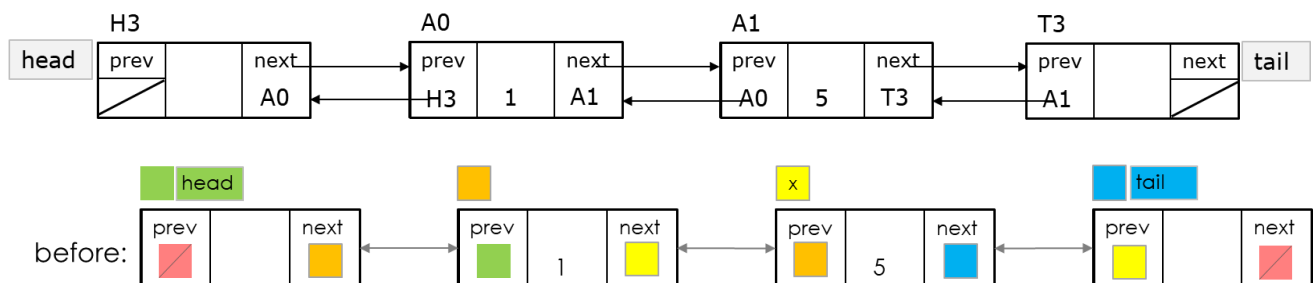 H3 A0 A1 T3
head prev next prev next prev next prev next tail
A0 H3 1 A1 A0 5 T3 A1
head x tail
prev next prev next prev next prev next
before: 1 5